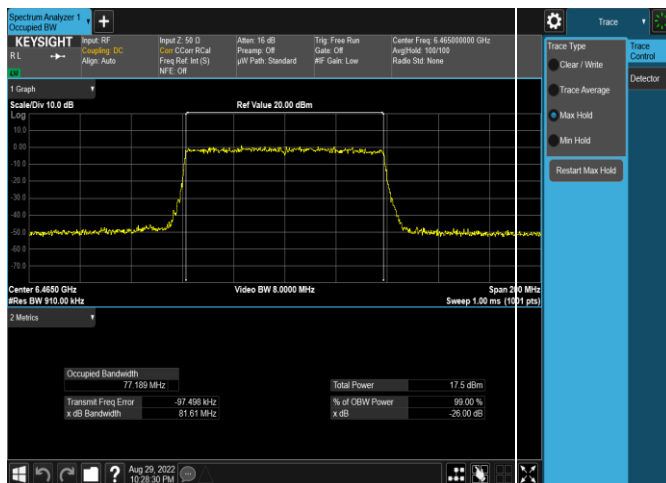 Spectrum Analyzer 1
Occupied BW
KEYSIGHT
RL
Input: RF
Coupling: DC
Align: Auto
Input Z: 50 Ω
Corr CCorr RCal
Freq Ref: Int (S)
NFE: Off
Atten: 16 dB
Preamp: Off
µW Path: Standard
Trig: Free Run
Gate: Off
#IF Gain: Low
Center Freq: 6.465000000 GHz
Avg|Hold: 100/100
Radio Std: None
1 Graph
Scale/Div 10.0 dB
Ref Value 20.00 dBm
Log
10.0
0.00
-10.0
-20.0
-30.0
-40.0
-50.0
-60.0
-70.0
Center 6.4650 GHz
#Res BW 910.00 kHz
Video BW 8.0000 MHz
Span 200 MHz
Sweep 1.00 ms (1001 pts)
2 Metrics
Occupied Bandwidth
77.189 MHz
Transmit Freq Error -97.498 kHz
x dB Bandwidth 81.61 MHz
Total Power 17.5 dBm
% of OBW Power 99.00 %
x dB -26.00 dB
Aug 29, 2022
10:28:30 PM
Trace
Trace Type
Clear / Write
Trace Average
Max Hold
Min Hold
Restart Max Hold
Trace
Control
Detector